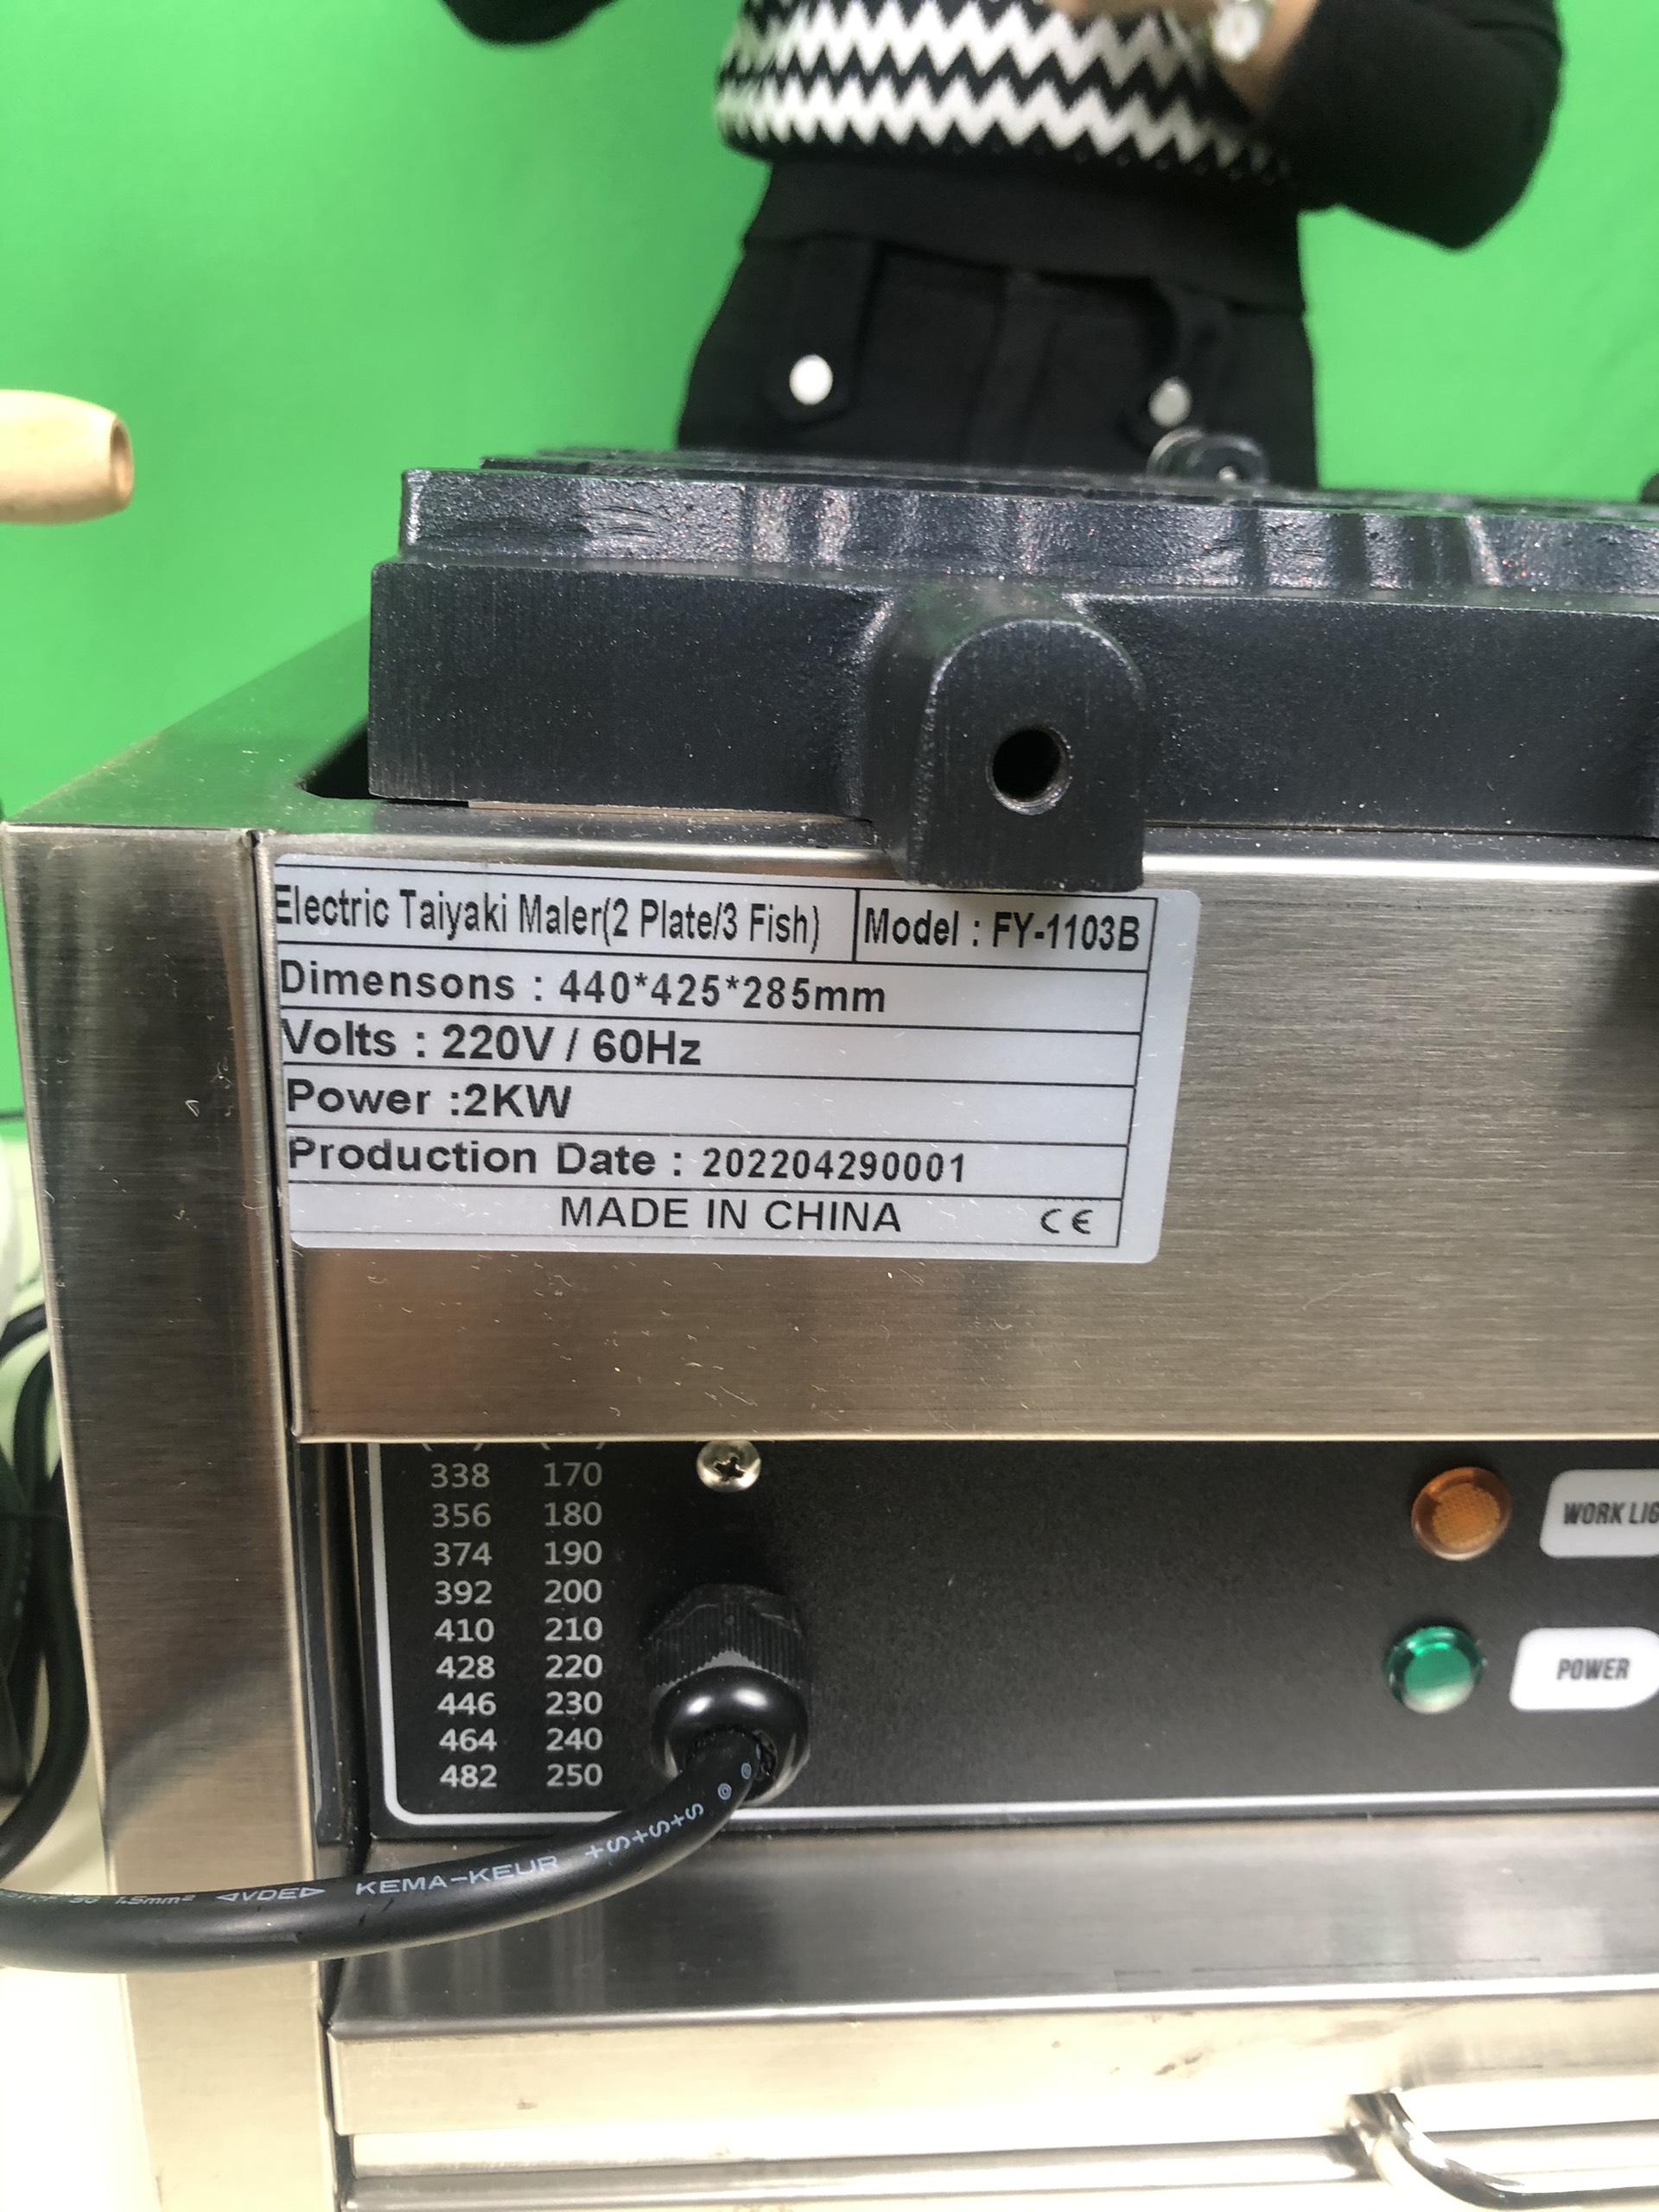 Electric Taiyaki Maler(2 Plate/3 Fish) Model : FY-1103B
Dimensons : 440*425*285mm
Volts : 220V / 60Hz
Power :2KW
Production Date : 202204290001
MADE IN CHINA CE
338 170
356 180
374 190
392 200
410 210
428 220
446 230
464 240
482 250
WORK
POWER
1.5mm² ◁VDE▷ KEMA-KEUR +S+S+S